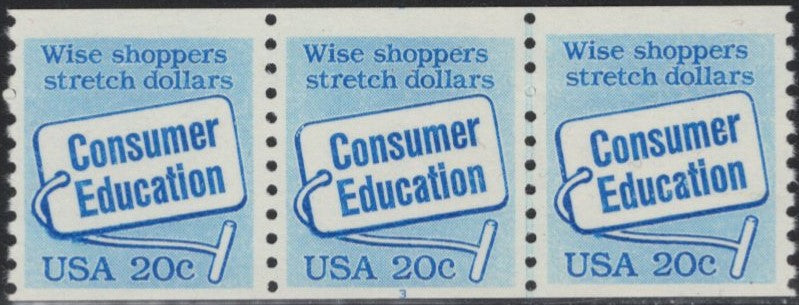 Wise shoppers
stretch dollars
Consumer
Education
USA 20c
Wise shoppers
stretch dollars
Consumer
Education
USA 20c
3
Wise shoppers
stretch dollars
Consumer
Education
USA 20c